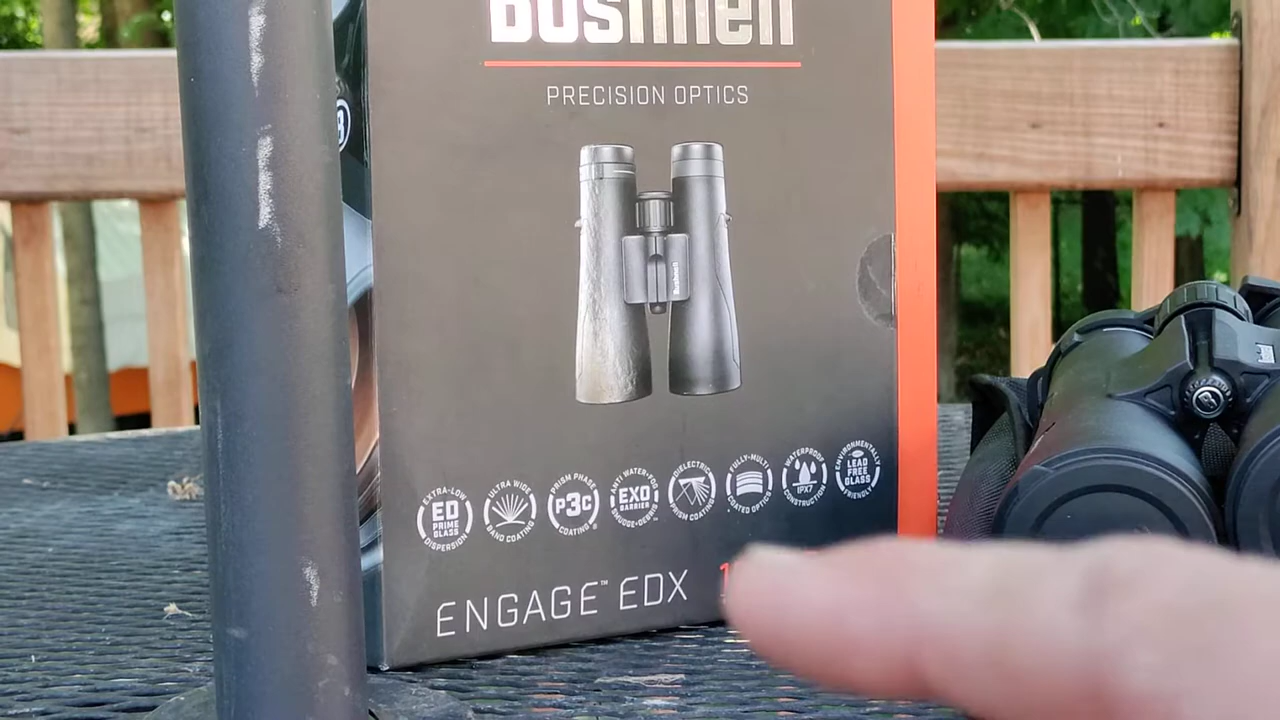 Bushnell
PRECISION OPTICS
Bushnell
EXTRA-LOW
ED
PRIME
GLASS
DISPERSION
ULTRA WIDE
BAND COATING
PRISM PHASE
P3C
COATING
ANTI WATER+FOG
EXO
BARRIER™
SMUDGE+DEBRIS
DIELECTRIC
PRISM COATING
FULLY-MULTI
COATED OPTICS
WATERPROOF
IPX7
CONSTRUCTION
ENVIRONMENTALLY
LEAD
FREE
GLASS
FRIENDLY
ENGAGE™ EDX